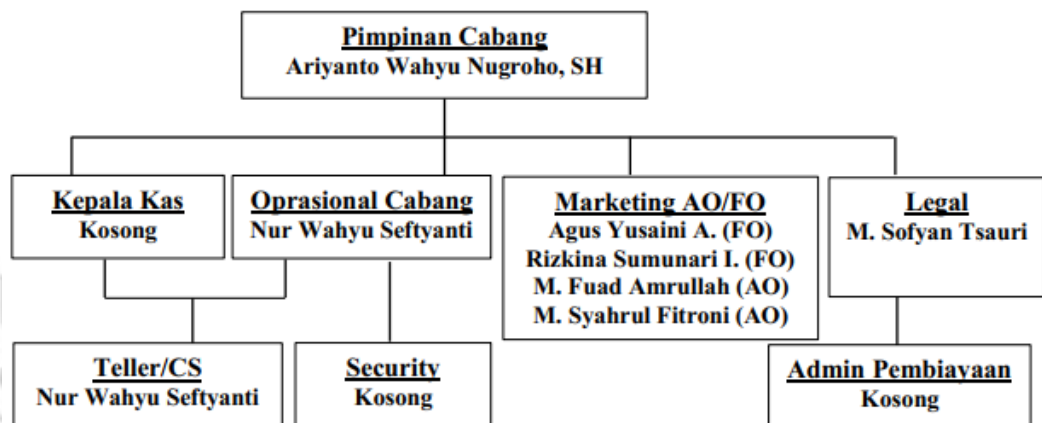 Pimpinan Cabang
Ariyanto Wahyu Nugroho, SH
Kepala Kas
Kosong
Oprasional Cabang
Nur Wahyu Seftyanti
Marketing AO/FO
Agus Yusaini A. (FO)
Rizkina Sumunari I. (FO)
M. Fuad Amrullah (AO)
M. Syahrul Fitroni (AO)
Legal
M. Sofyan Tsauri
Teller/CS
Nur Wahyu Seftyanti
Security
Kosong
Admin Pembiayaan
Kosong